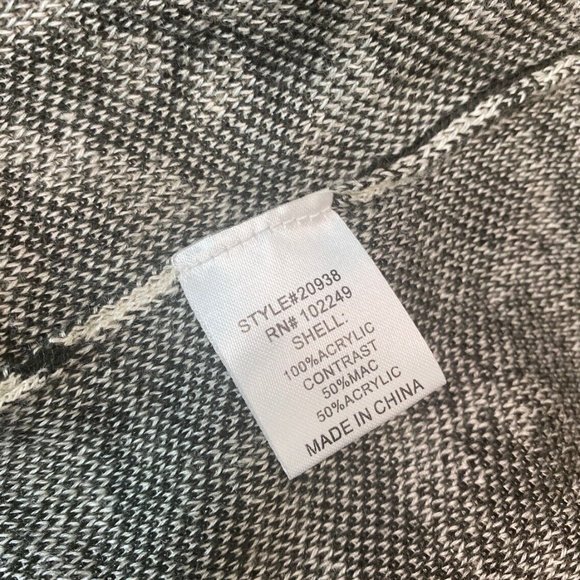 STYLE#20938
RN# 102249
SHELL:
100%ACRYLIC
CONTRAST
50%MAC
50%ACRYLIC
MADE IN CHINA